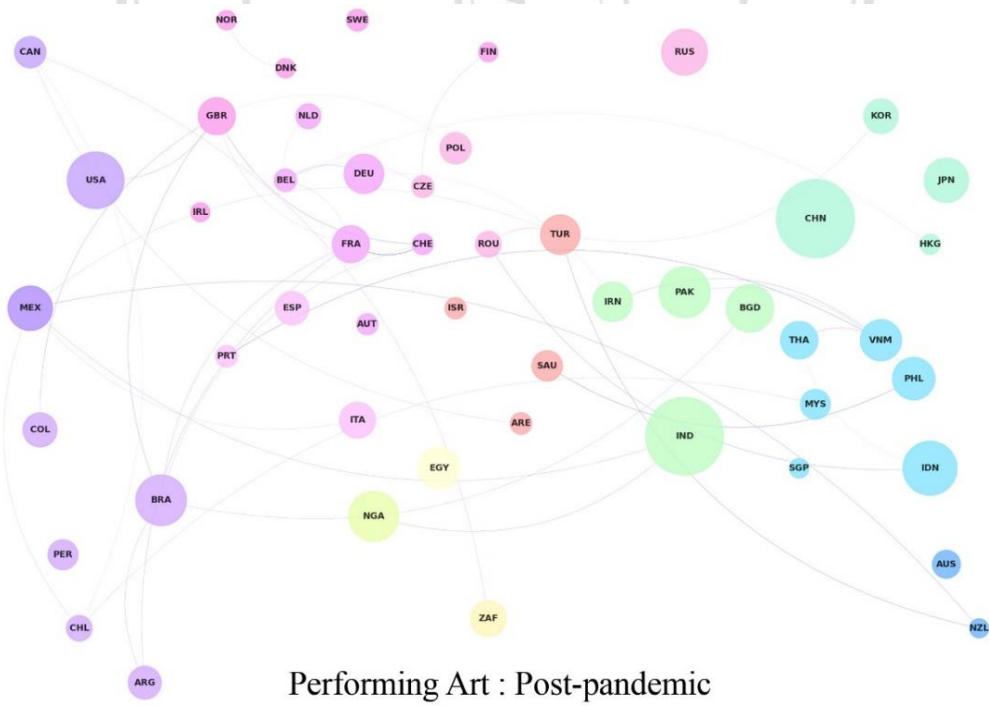 NOR
SWE
CAN
FIN
RUS
DNK
GBR
NLD
KOR
POL
DEU
USA
BEL
CZE
JPN
IRL
CHN
TUR
FRA
CHE
ROU
HKG
IRN
PAK
BGD
MEX
ESP
ISR
AUT
THA
VNM
PRT
SAU
PHL
MYS
ITA
ARE
COL
IND
EGY
SGP
IDN
BRA
NGA
PER
AUS
ZAF
CHL
NZL
ARG
Performing Art : Post-pandemic